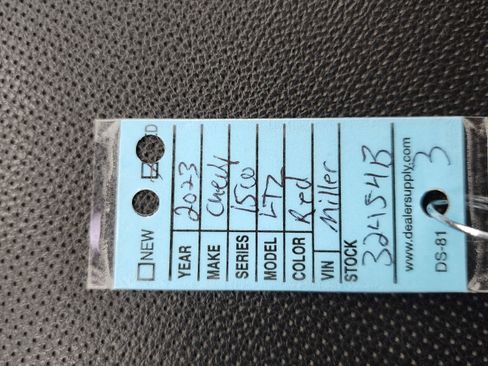 NEW
YEAR 2023
MAKE Chevy
SERIES 1500
MODEL LTZ
COLOR Red
VIN Miller
STOCK 32454B
www.dealersupply.com
DS-81 3